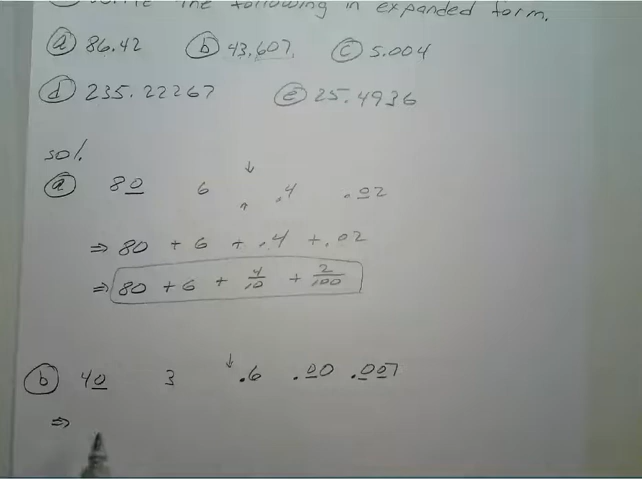 the following in expanded form.
(a) 86.42 (b) 43.607 (c) 5.004
(d) 235.22267 (e) 25.4936
sol.
(a) 80 6 .4 .02
⇒ 80 + 6 + .4 + .02
⇒ 80 + 6 + 4/10 + 2/100
(b) 40 3 .6 .00 .007
⇒